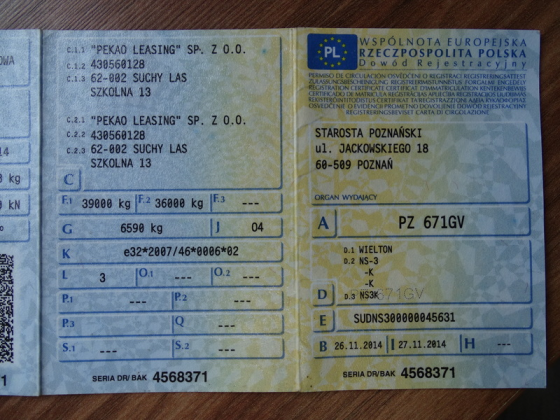 OWA
14
kg
kN
C.1.1 "PEKAO LEASING" SP. Z O.O.
C.1.2 430560128
C.1.3 62-002 SUCHY LAS
SZKOLNA 13
C.2.1 "PEKAO LEASING" SP. Z O.O.
C.2.2 430560128
C.2.3 62-002 SUCHY LAS
SZKOLNA 13
C
F.1 39000 kg F.2 36000 kg F.3 ---
G 6590 kg J 04
K e32*2007/46*0006*02
L 3 O.1 --- O.2 ---
P.1 --- P.2 ---
P.3 --- Q ---
S.1 --- S.2 ---
SERIA DR/BAK 4568371
PL
WSPÓLNOTA EUROPEJSKA
RZECZPOSPOLITA POLSKA
Dowód Rejestracyjny
STAROSTA POZNAŃSKI
ul. JACKOWSKIEGO 18
60-509 POZNAŃ
ORGAN WYDAJĄCY
A PZ 671GV
D.1 WIELTON
D.2 NS-3
-K
-K
D D.3 NS3K
E SUDNS300000045631
B 26.11.2014 I 27.11.2014 H ---
SERIA DR/BAK 4568371